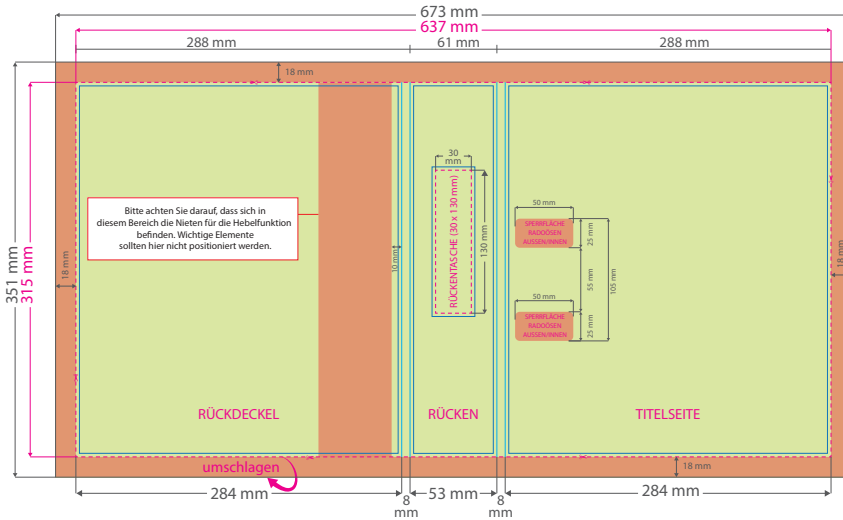 673 mm
637 mm
288 mm
61 mm
288 mm
18 mm
30
mm
Bitte achten Sie darauf, dass sich in
diesem Bereich die Nieten für die Hebelfunktion
befinden. Wichtige Elemente
sollten hier nicht positioniert werden.
RÜCKENTASCHE (30 x 130 mm)
130 mm
10 mm
50 mm
SPERRFLÄCHE
RADOÖSEN
AUSSEN/INNEN
25 mm
55 mm
105 mm
50 mm
SPERRFLÄCHE
RADOÖSEN
AUSSEN/INNEN
25 mm
351 mm
315 mm
18 mm
18 mm
RÜCKDECKEL
RÜCKEN
TITELSEITE
umschlagen
18 mm
284 mm
8
mm
53 mm
8
mm
284 mm